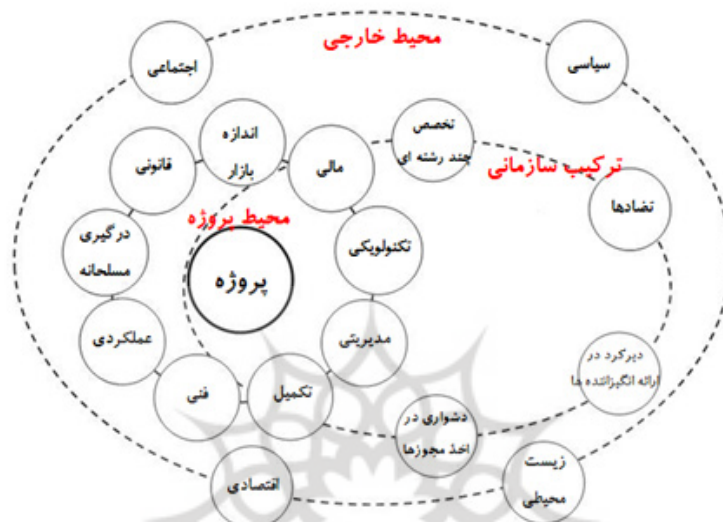 محیط خارجی
سیاسی
اجتماعی
تخصص
چند رشته ای
اندازه
بازار
مالی
قانونی
ترکیب سازمانی
تضادها
محیط پروژه
درگیری
مسلحانه
تکنولویکی
پروژه
عملکردی
مدیریتی
دیرکرد در
ارائه انگیزاننده ها
فنی
تکمیل
دشواری در
اخذ مجوزها
زیست
محیطی
اقتصادی